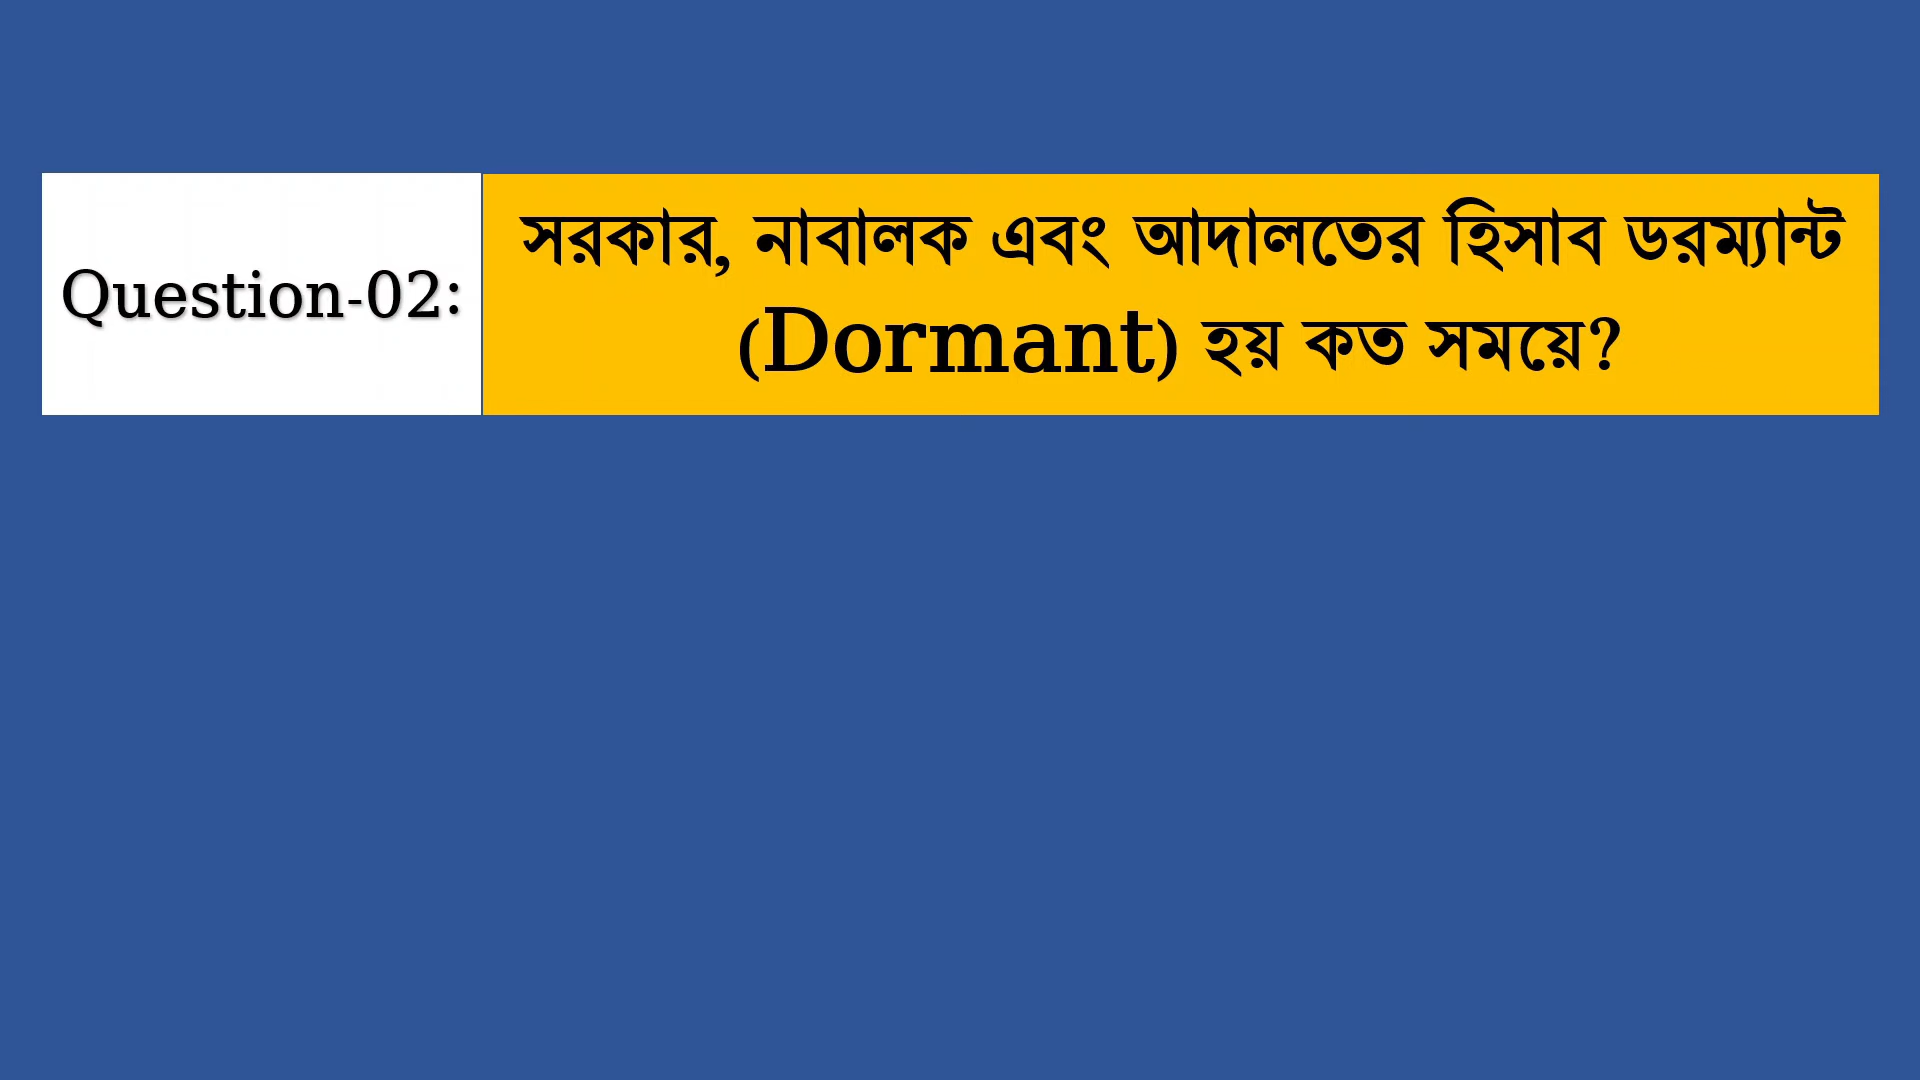 Question-02:
সরকার, নাবালক এবং আদালতের হিসাব ডরম্যান্ট
(Dormant) হয় কত সময়ে?